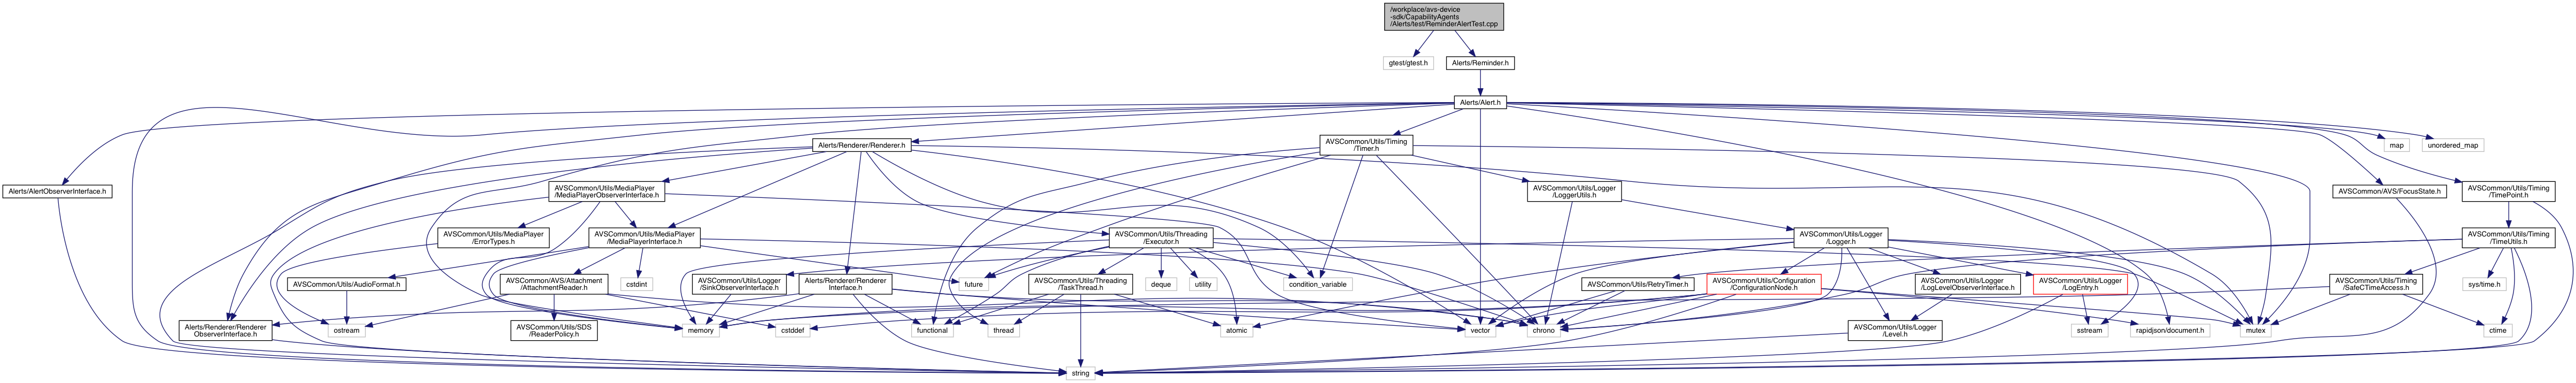 /workplace/avs-device
-sdk/CapabilityAgents
/Alerts/test/ReminderAlertTest.cpp
gtest/gtest.h
Alerts/Reminder.h
Alerts/Alert.h
Alerts/Renderer/Renderer.h
AVSCommon/Utils/Timing
/Timer.h
map
unordered_map
Alerts/AlertObserverInterface.h
AVSCommon/Utils/MediaPlayer
/MediaPlayerObserverInterface.h
AVSCommon/Utils/Logger
/LoggerUtils.h
AVSCommon/AVS/FocusState.h
AVSCommon/Utils/Timing
/TimePoint.h
AVSCommon/Utils/MediaPlayer
/ErrorTypes.h
AVSCommon/Utils/MediaPlayer
/MediaPlayerInterface.h
AVSCommon/Utils/Threading
/Executor.h
AVSCommon/Utils/Logger
/Logger.h
AVSCommon/Utils/Timing
/TimeUtils.h
AVSCommon/Utils/AudioFormat.h
AVSCommon/AVS/Attachment
/AttachmentReader.h
cstdint
AVSCommon/Utils/Logger
/SinkObserverInterface.h
Alerts/Renderer/Renderer
Interface.h
future
AVSCommon/Utils/Threading
/TaskThread.h
deque
utility
condition_variable
AVSCommon/Utils/RetryTimer.h
AVSCommon/Utils/Configuration
/ConfigurationNode.h
AVSCommon/Utils/Logger
/LogLevelObserverInterface.h
AVSCommon/Utils/Logger
/LogEntry.h
AVSCommon/Utils/Timing
/SafeCTimeAccess.h
sys/time.h
Alerts/Renderer/Renderer
ObserverInterface.h
ostream
AVSCommon/Utils/SDS
/ReaderPolicy.h
memory
cstddef
functional
thread
atomic
vector
chrono
AVSCommon/Utils/Logger
/Level.h
sstream
rapidjson/document.h
mutex
ctime
string